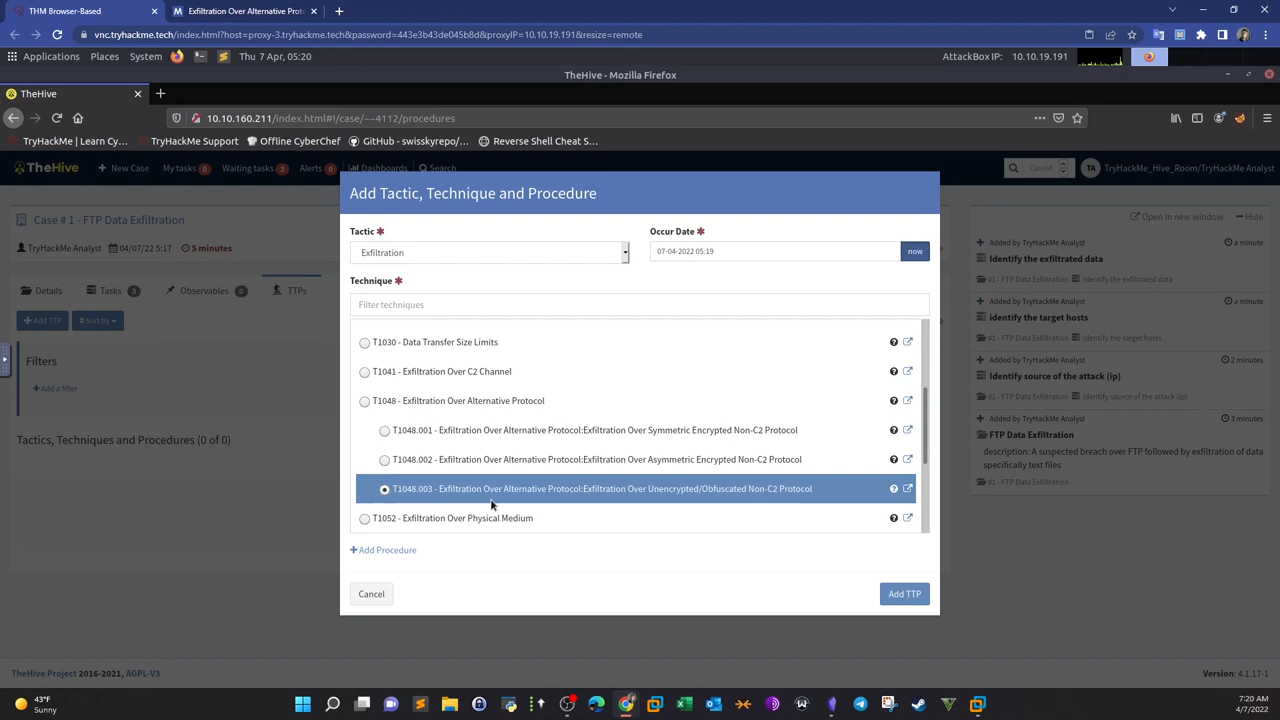 THM Browser-Based
Exfiltration Over Alternative Prot
vnc.tryhackme.tech/index.html?host=proxy-3.tryhackme.tech&password=443e3b43de045b8d&proxyIP=10.10.19.191&resize=remote
Applications Places System Thu 7 Apr, 05:20 AttackBox IP: 10.10.19.191
TheHive - Mozilla Firefox
TheHive
10.10.160.211/index.html#!/case/~4112/procedures
TryHackMe | Learn Cy… TryHackMe Support Offline CyberChef GitHub - swisskyrepo/… Reverse Shell Cheat S…
TheHive + New Case My tasks 0 Waiting tasks 3 Alerts 0 Dashboards Search CaseId TA TryHackMe_Hive_Room/TryHackMe Analyst
Add Tactic, Technique and Procedure
Case # 1 - FTP Data Exfiltration
TryHackMe Analyst 04/07/22 5:17 5 minutes
Details Tasks 3 Observables 0 TTPs
+ Add TTP Sort by
Filters
+ Add a filter
Tactics, Techniques and Procedures (0 of 0)
Tactic * Occur Date *
Exfiltration 07-04-2022 05:19 now
Technique *
Filter techniques
T1030 - Data Transfer Size Limits
T1041 - Exfiltration Over C2 Channel
T1048 - Exfiltration Over Alternative Protocol
T1048.001 - Exfiltration Over Alternative Protocol:Exfiltration Over Symmetric Encrypted Non-C2 Protocol
T1048.002 - Exfiltration Over Alternative Protocol:Exfiltration Over Asymmetric Encrypted Non-C2 Protocol
T1048.003 - Exfiltration Over Alternative Protocol:Exfiltration Over Unencrypted/Obfuscated Non-C2 Protocol
T1052 - Exfiltration Over Physical Medium
+ Add Procedure
Cancel Add TTP
Open in new window Hide
Added by TryHackMe Analyst a minute
Identify the exfiltrated data
#1 - FTP Data Exfiltration Identify the exfiltrated data
Added by TryHackMe Analyst a minute
identify the target hosts
#1 - FTP Data Exfiltration identify the target hosts
Added by TryHackMe Analyst 2 minutes
Identify source of the attack (ip)
#1 - FTP Data Exfiltration Identify source of the attack (ip)
Added by TryHackMe Analyst 3 minutes
FTP Data Exfiltration
description: A suspected breach over FTP followed by exfiltration of data
specifically text files
#1 - FTP Data Exfiltration
TheHive Project 2016-2021, AGPL-V3 Version: 4.1.17-1
43°F
Sunny
7:20 AM
4/7/2022